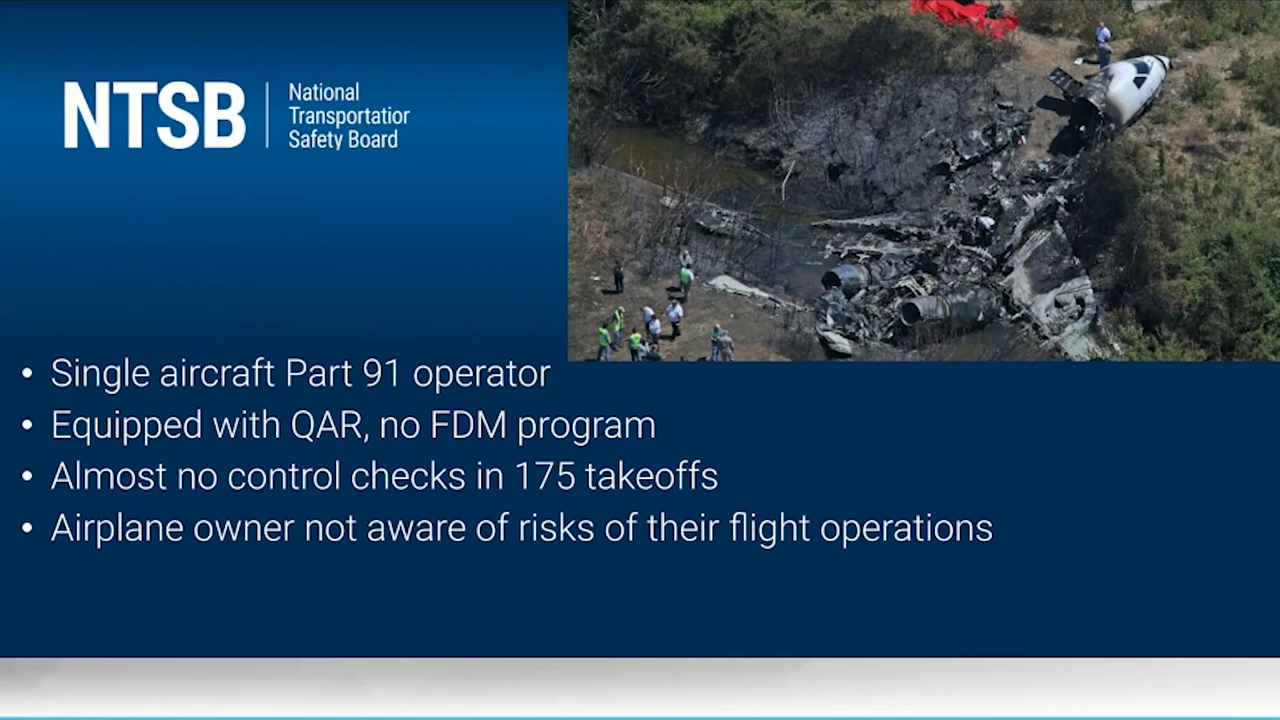 NTSB
National
Transportatior
Safety Board
• Single aircraft Part 91 operator
• Equipped with QAR, no FDM program
• Almost no control checks in 175 takeoffs
• Airplane owner not aware of risks of their flight operations